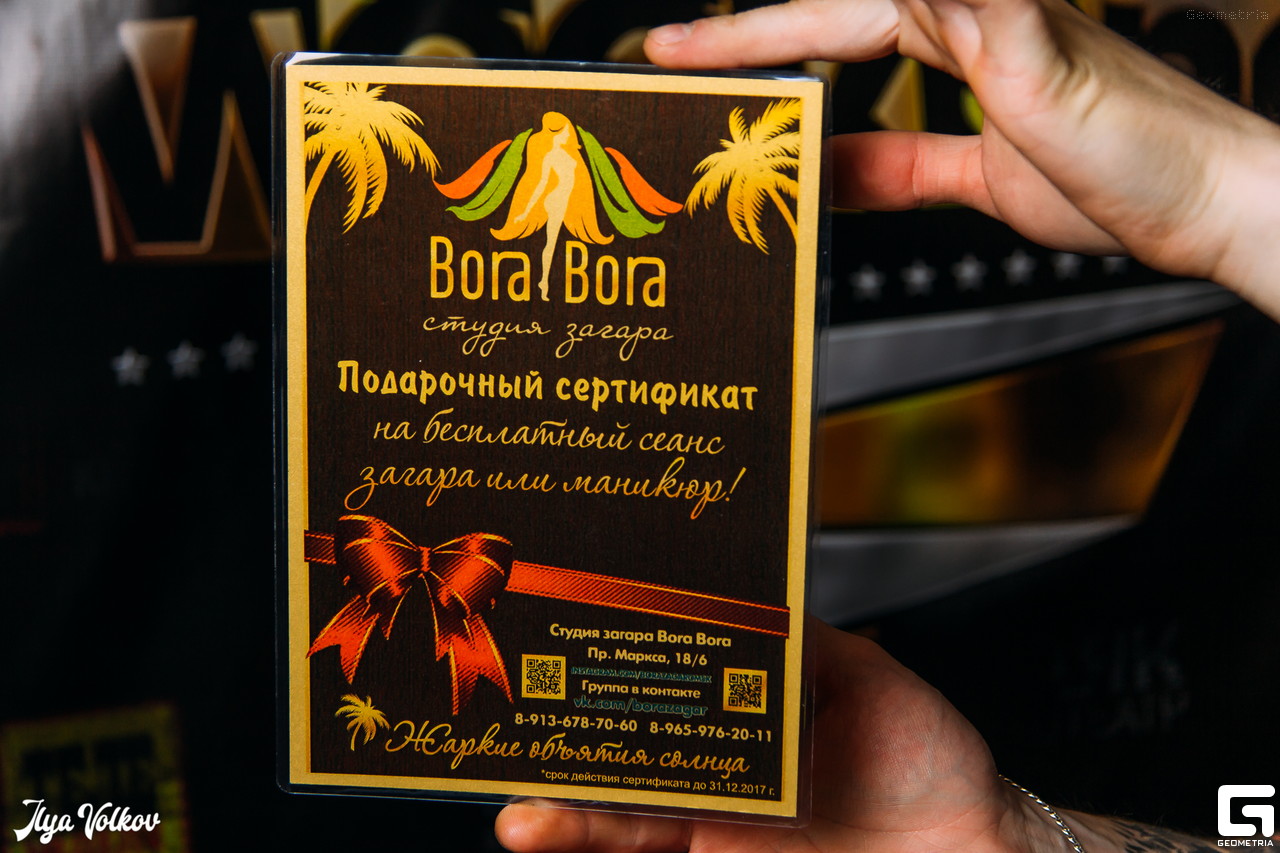 Geometria
Bora Bora
студия загара
Подарочный сертификат
на бесплатный сеанс
загара или маникюр!
Студия загара Bora Bora
Пр. Маркса, 18/6
Группа в контакте
vk.com/borazagar
8-913-678-70-60 8-965-976-20-11
Жаркие объятия солнца
*срок действия сертификата до 31.12.2017 г.
Ilya Volkov
GEOMETRIA